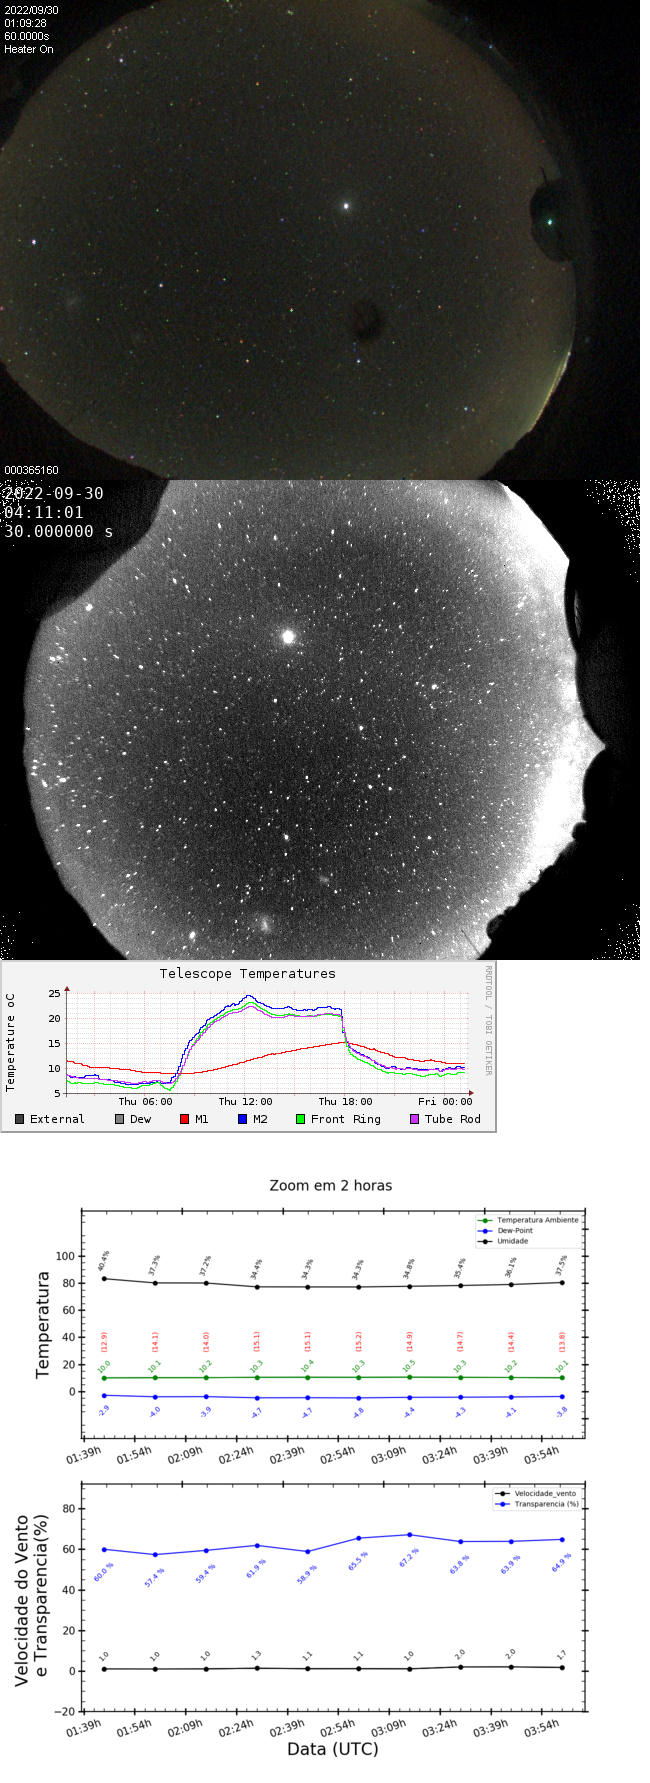 2022/09/30
01:09:28
60.0000s
Heater On
000365160
2022-09-30
04:11:01
30.000000 s
Telescope Temperatures
RRDTOOL / TOBI OETIKER
Temperature oC
25
20
15
10
5
Thu 06:00 Thu 12:00 Thu 18:00 Fri 00:00
External Dew M1 M2 Front Ring Tube Rod
Zoom em 2 horas
Temperatura Ambiente
Dew-Point
Umidade
Temperatura
100
80
60
40
20
0
40.4% 37.3% 37.2% 34.4% 34.3% 34.3% 34.8% 35.4% 36.1% 37.5%
(12.9) (14.1) (14.0) (15.1) (15.1) (15.2) (14.9) (14.7) (14.4) (13.8)
10.0 10.1 10.2 10.3 10.4 10.3 10.5 10.3 10.2 10.1
-2.9 -4.0 -3.9 -4.7 -4.7 -4.8 -4.4 -4.3 -4.1 -3.8
01:39h 01:54h 02:09h 02:24h 02:39h 02:54h 03:09h 03:24h 03:39h 03:54h
Velocidade_vento
Transparencia (%)
Velocidade do Vento
e Transparencia(%)
80
60
40
20
0
−20
60.0 % 57.4 % 59.4 % 61.9 % 58.9 % 65.5 % 67.2 % 63.8 % 63.9 % 64.9 %
1.0 1.0 1.0 1.3 1.1 1.1 1.0 2.0 2.0 1.7
01:39h 01:54h 02:09h 02:24h 02:39h 02:54h 03:09h 03:24h 03:39h 03:54h
Data (UTC)